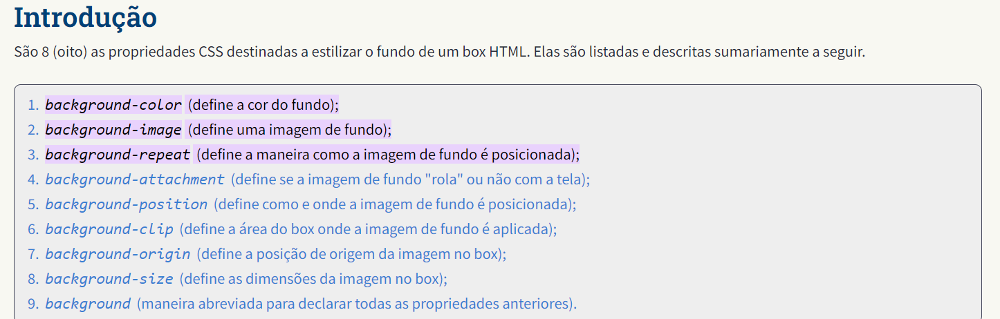 Introdução
São 8 (oito) as propriedades CSS destinadas a estilizar o fundo de um box HTML. Elas são listadas e descritas sumariamente a seguir.
1. background-color (define a cor do fundo);
2. background-image (define uma imagem de fundo);
3. background-repeat (define a maneira como a imagem de fundo é posicionada);
4. background-attachment (define se a imagem de fundo "rola" ou não com a tela);
5. background-position (define como e onde a imagem de fundo é posicionada);
6. background-clip (define a área do box onde a imagem de fundo é aplicada);
7. background-origin (define a posição de origem da imagem no box);
8. background-size (define as dimensões da imagem no box);
9. background (maneira abreviada para declarar todas as propriedades anteriores).